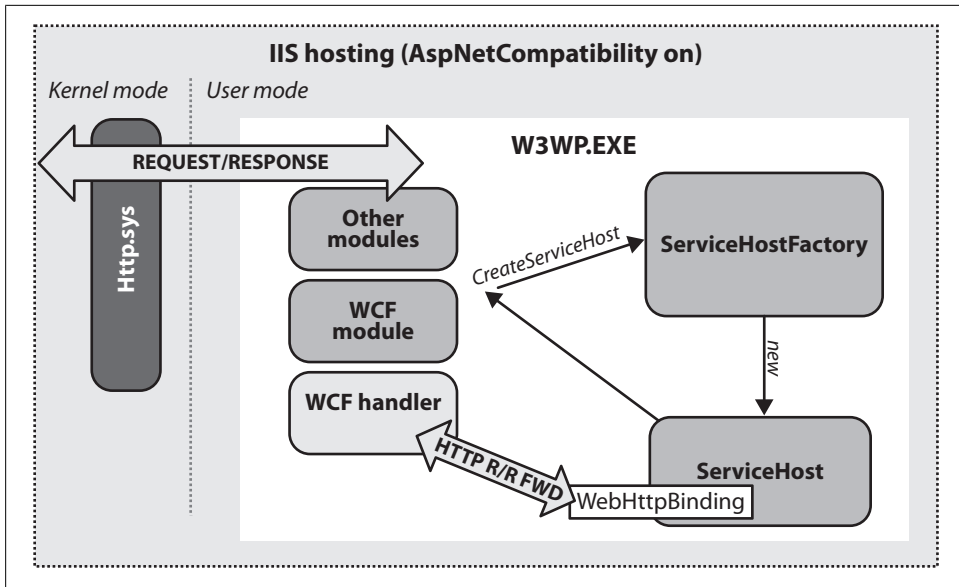 IIS hosting (AspNetCompatibility on)
Kernel mode
User mode
W3WP.EXE
REQUEST/RESPONSE
Http.sys
Other
modules
CreateServiceHost
ServiceHostFactory
WCF
module
new
WCF handler
HTTP R/R FWD
ServiceHost
WebHttpBinding